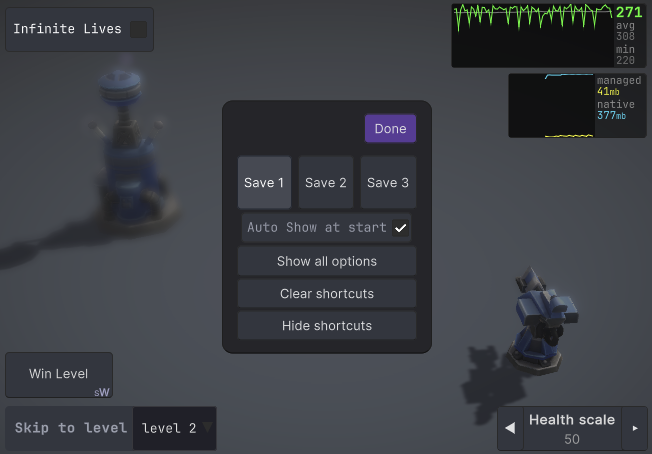 Infinite Lives
271
avg
308
min
220
managed
41mb
native
377mb
Done
Save 1 Save 2 Save 3
Auto Show at start
Show all options
Clear shortcuts
Hide shortcuts
Win Level
sW
Skip to level level 2
Health scale
50